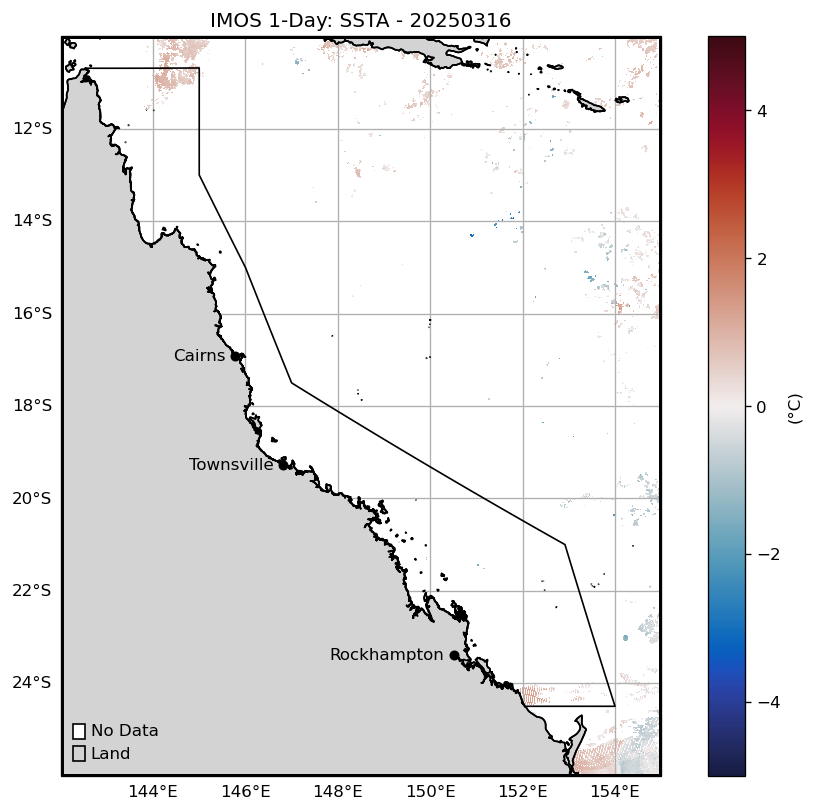 IMOS 1-Day: SSTA - 20250316
12°S
14°S
16°S
18°S
20°S
22°S
24°S
Cairns
Townsville
Rockhampton
No Data
Land
144°E 146°E 148°E 150°E 152°E 154°E
4
2
0
−2
−4
(°C)